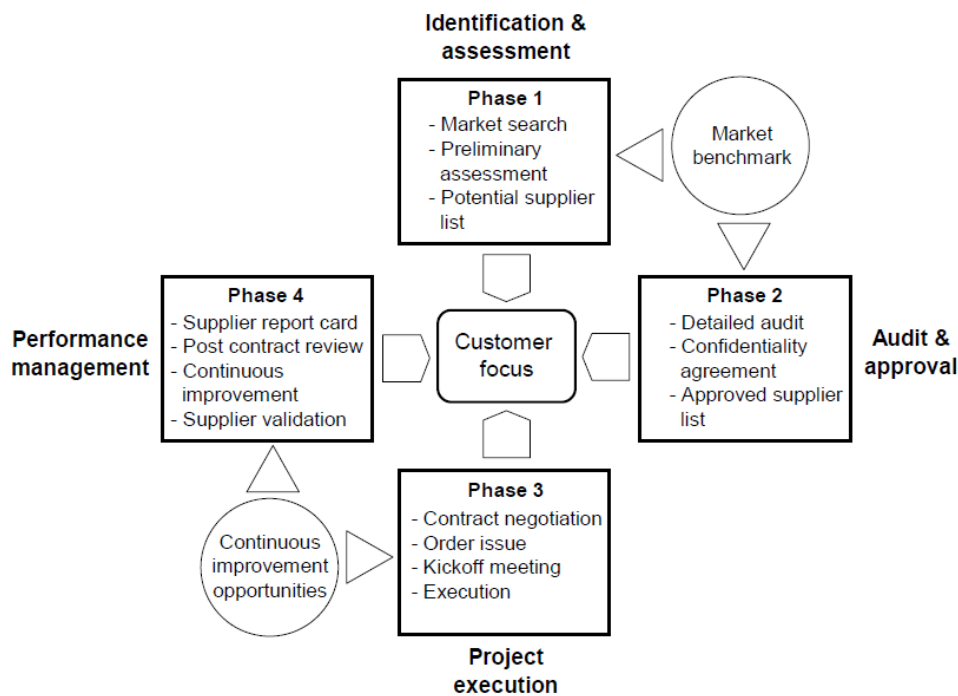 Identification &
assessment
Phase 1
- Market search
- Preliminary
assessment
- Potential supplier
list
Market
benchmark
Performance
management
Phase 4
- Supplier report card
- Post contract review
- Continuous
improvement
- Supplier validation
Customer
focus
Phase 2
- Detailed audit
- Confidentiality
agreement
- Approved supplier
list
Audit &
approval
Continuous
improvement
opportunities
Phase 3
- Contract negotiation
- Order issue
- Kickoff meeting
- Execution
Project
execution